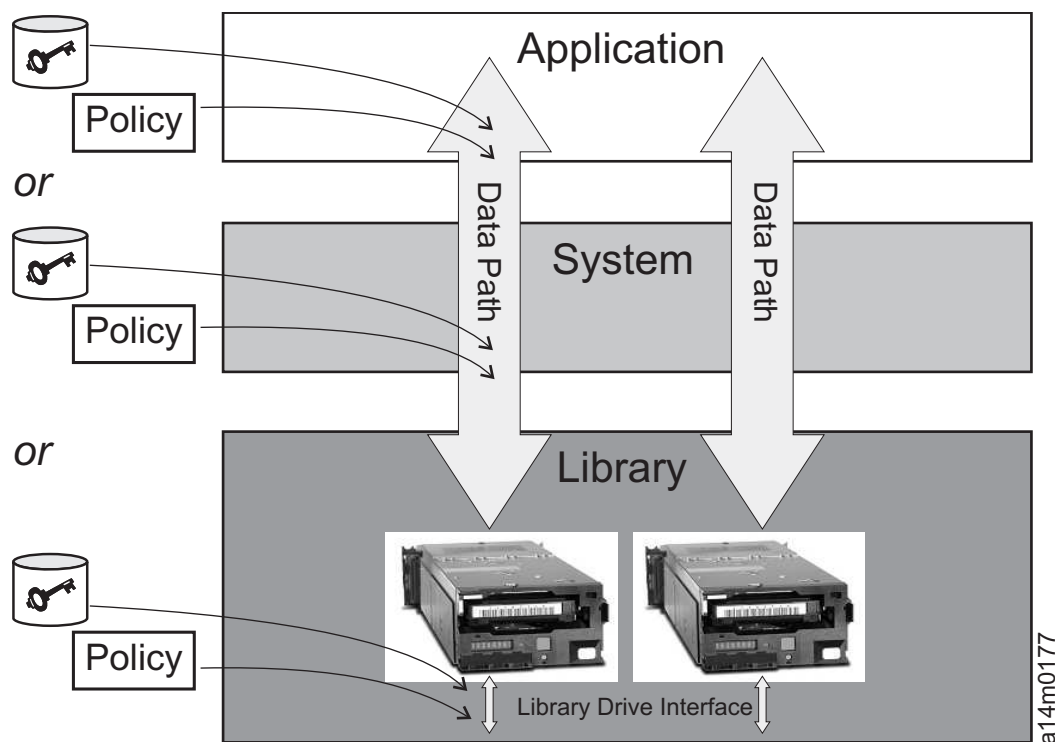 Application
Policy
or
Data Path
Data Path
System
Policy
or
Library
Policy
Library Drive Interface
a14m0177